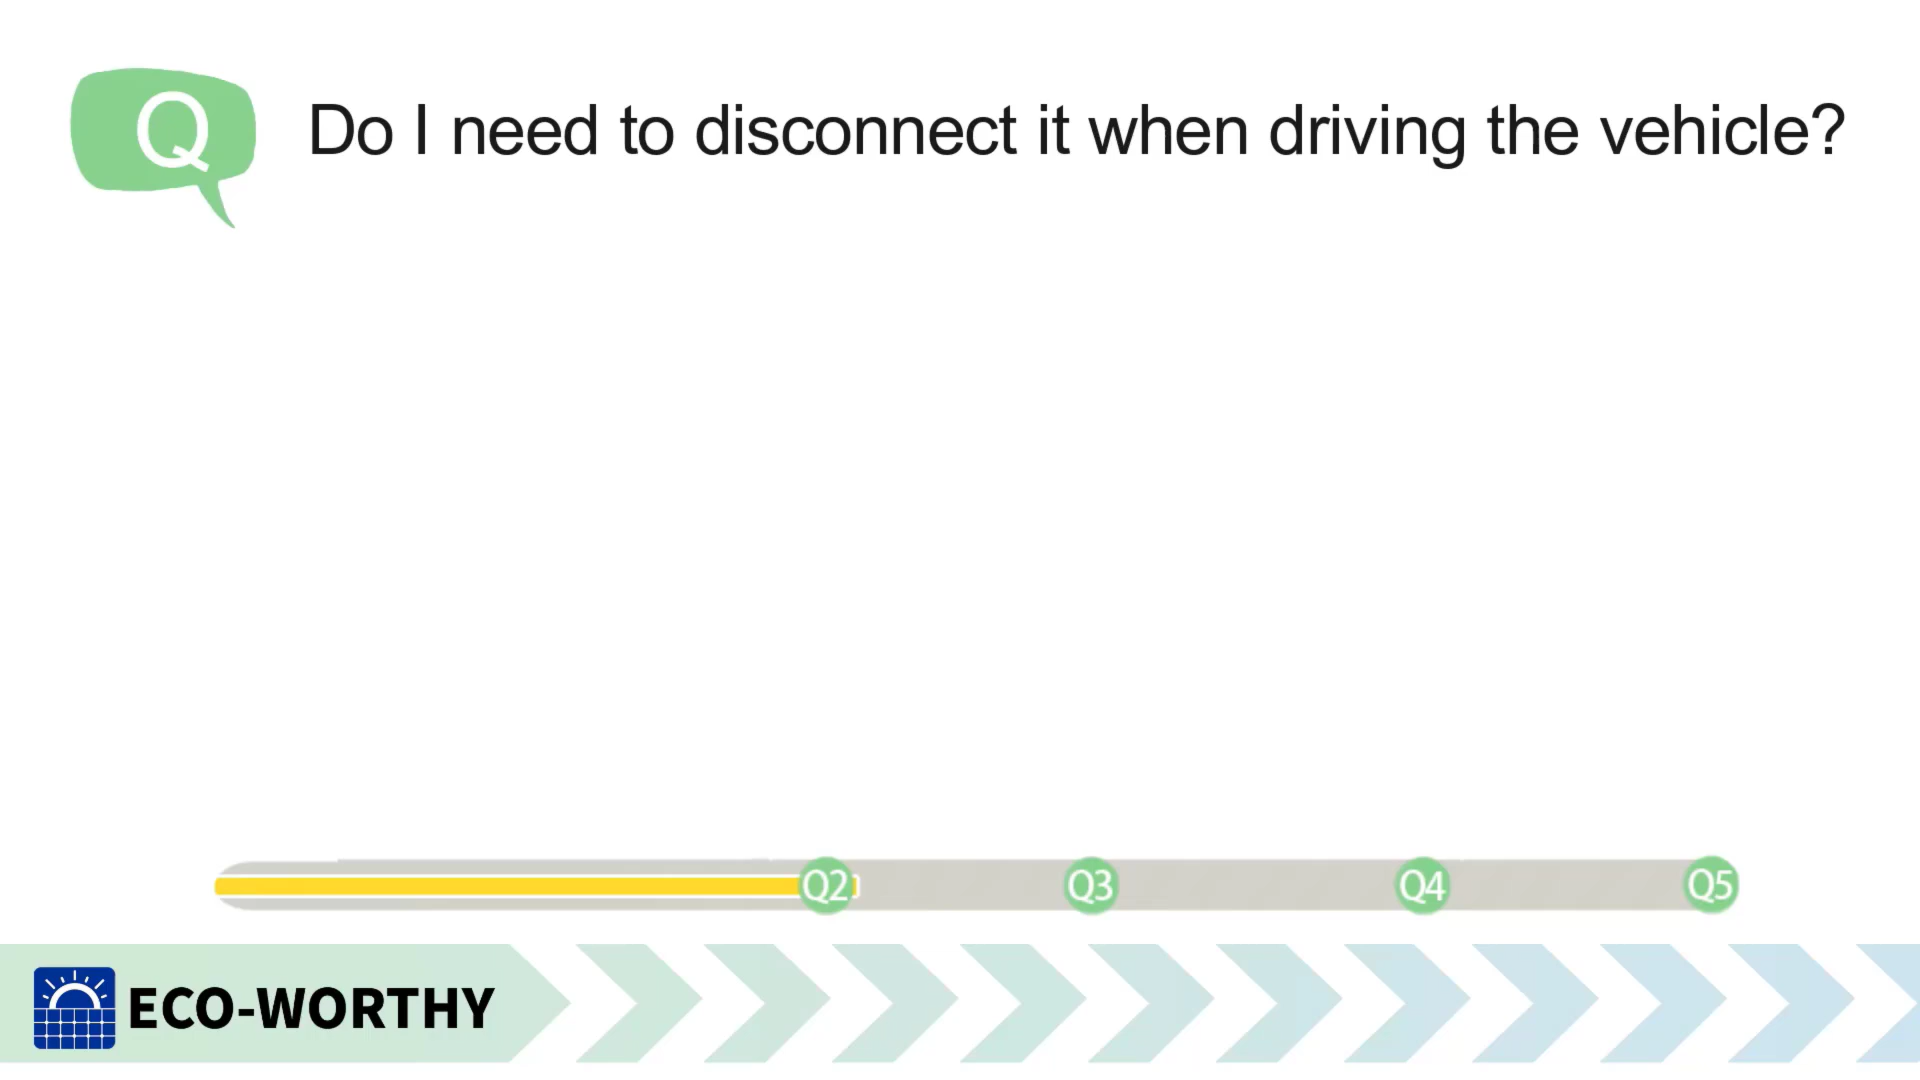 Q
Do I need to disconnect it when driving the vehicle?
Q2 Q3 Q4 Q5
ECO-WORTHY